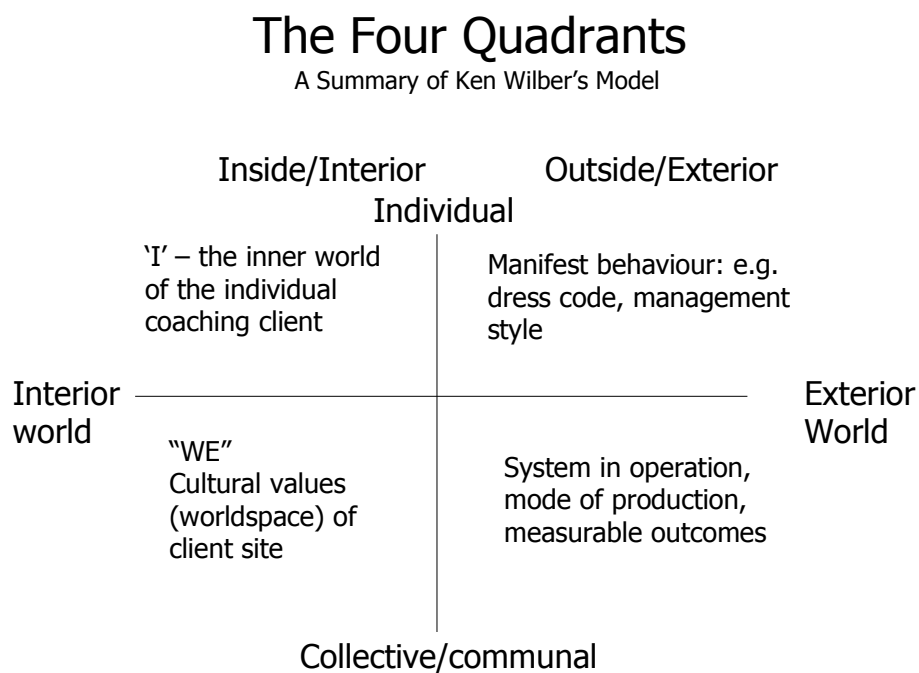 The Four Quadrants
A Summary of Ken Wilber’s Model
Inside/Interior
Outside/Exterior
Individual
‘I’ – the inner world
of the individual
coaching client
Manifest behaviour: e.g.
dress code, management
style
Interior
world
Exterior
World
“WE”
Cultural values
(worldspace) of
client site
System in operation,
mode of production,
measurable outcomes
Collective/communal